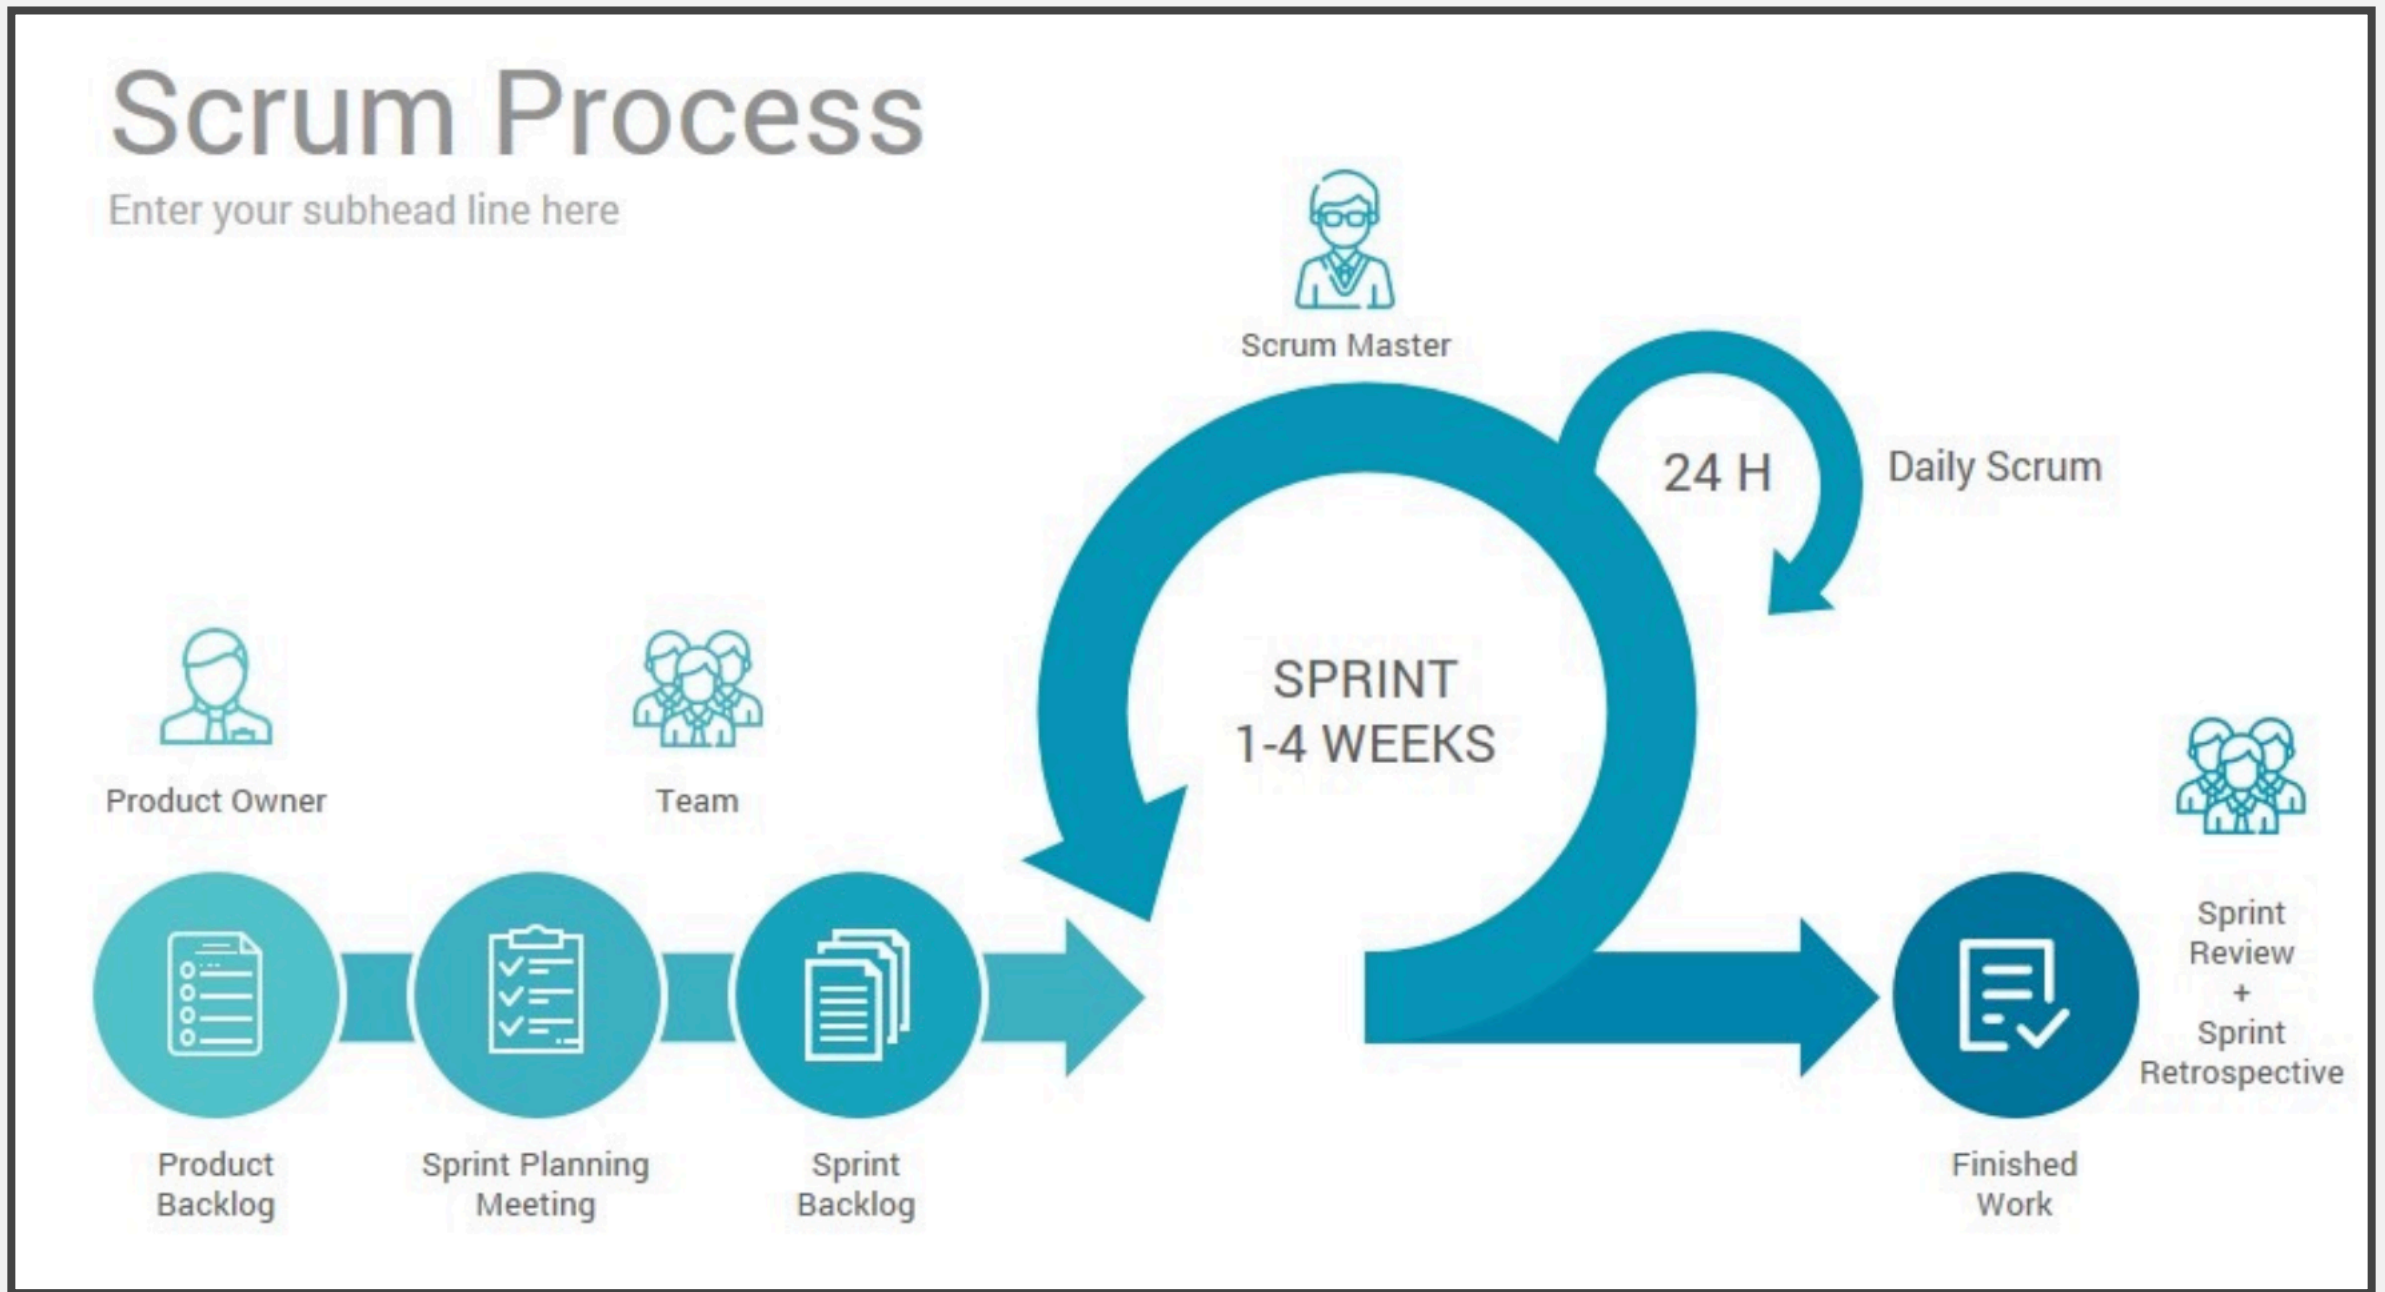 Scrum Process
Enter your subhead line here
Scrum Master
24 H
Daily Scrum
SPRINT
1-4 WEEKS
Product Owner
Team
Product
Backlog
Sprint Planning
Meeting
Sprint
Backlog
Finished
Work
Sprint
Review
+
Sprint
Retrospective